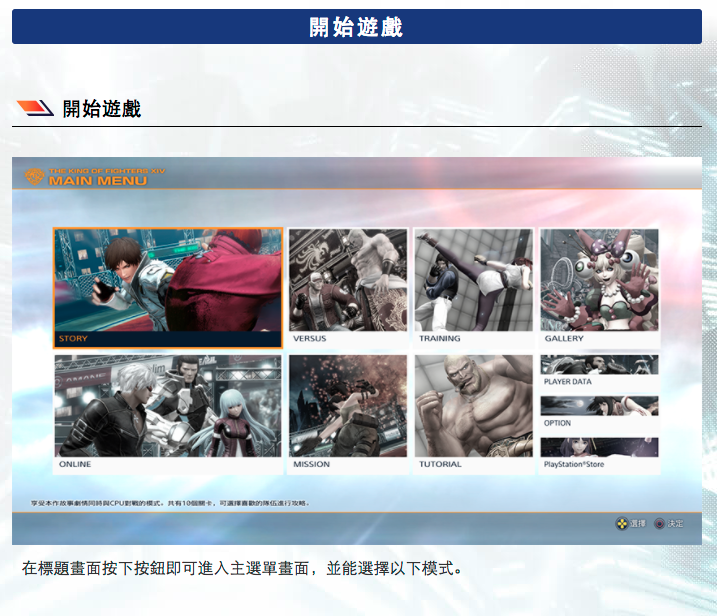 開始遊戲
開始遊戲
THE KING OF FIGHTERS XIV
MAIN MENU
STORY
VERSUS
TRAINING
GALLERY
PLAYER DATA
OPTION
PlayStation®Store
ONLINE
MISSION
TUTORIAL
享受本作故事劇情同時與CPU對戰的模式。共有10個關卡，可選擇喜歡的隊伍進行攻略。
選擇 決定
在標題畫面按下按鈕即可進入主選單畫面，並能選擇以下模式。